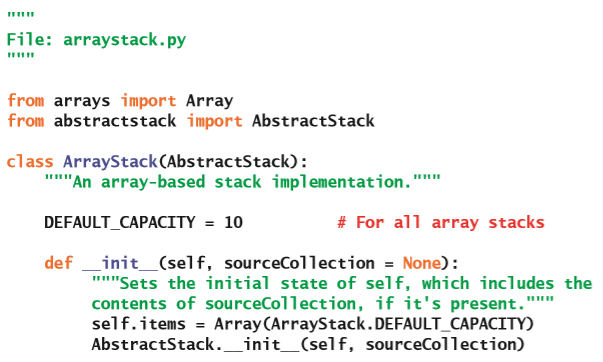 """
File: arraystack.py
"""

from arrays import Array
from abstractstack import AbstractStack

class ArrayStack(AbstractStack):
    """An array-based stack implementation."""

    DEFAULT_CAPACITY = 10          # For all array stacks

    def __init__(self, sourceCollection = None):
         """Sets the initial state of self, which includes the
         contents of sourceCollection, if it's present."""
         self.items = Array(ArrayStack.DEFAULT_CAPACITY)
         AbstractStack.__init__(self, sourceCollection)